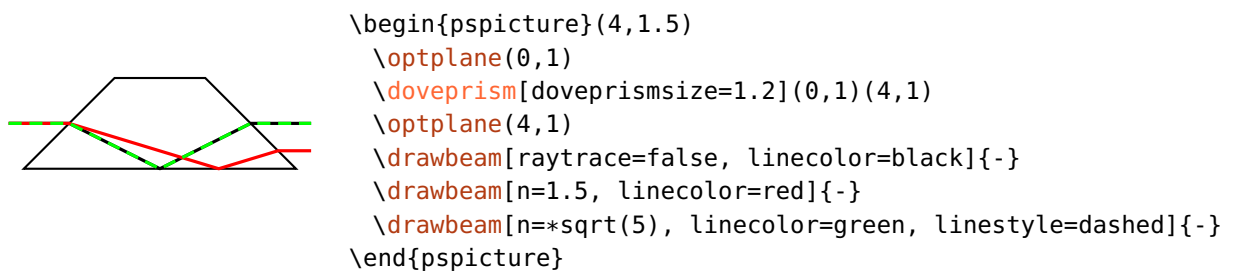 \begin{pspicture}(4,1.5)
\optplane(0,1)
\doveprism[doveprismsize=1.2](0,1)(4,1)
\optplane(4,1)
\drawbeam[raytrace=false, linecolor=black]{-}
\drawbeam[n=1.5, linecolor=red]{-}
\drawbeam[n=*sqrt(5), linecolor=green, linestyle=dashed]{-}
\end{pspicture}